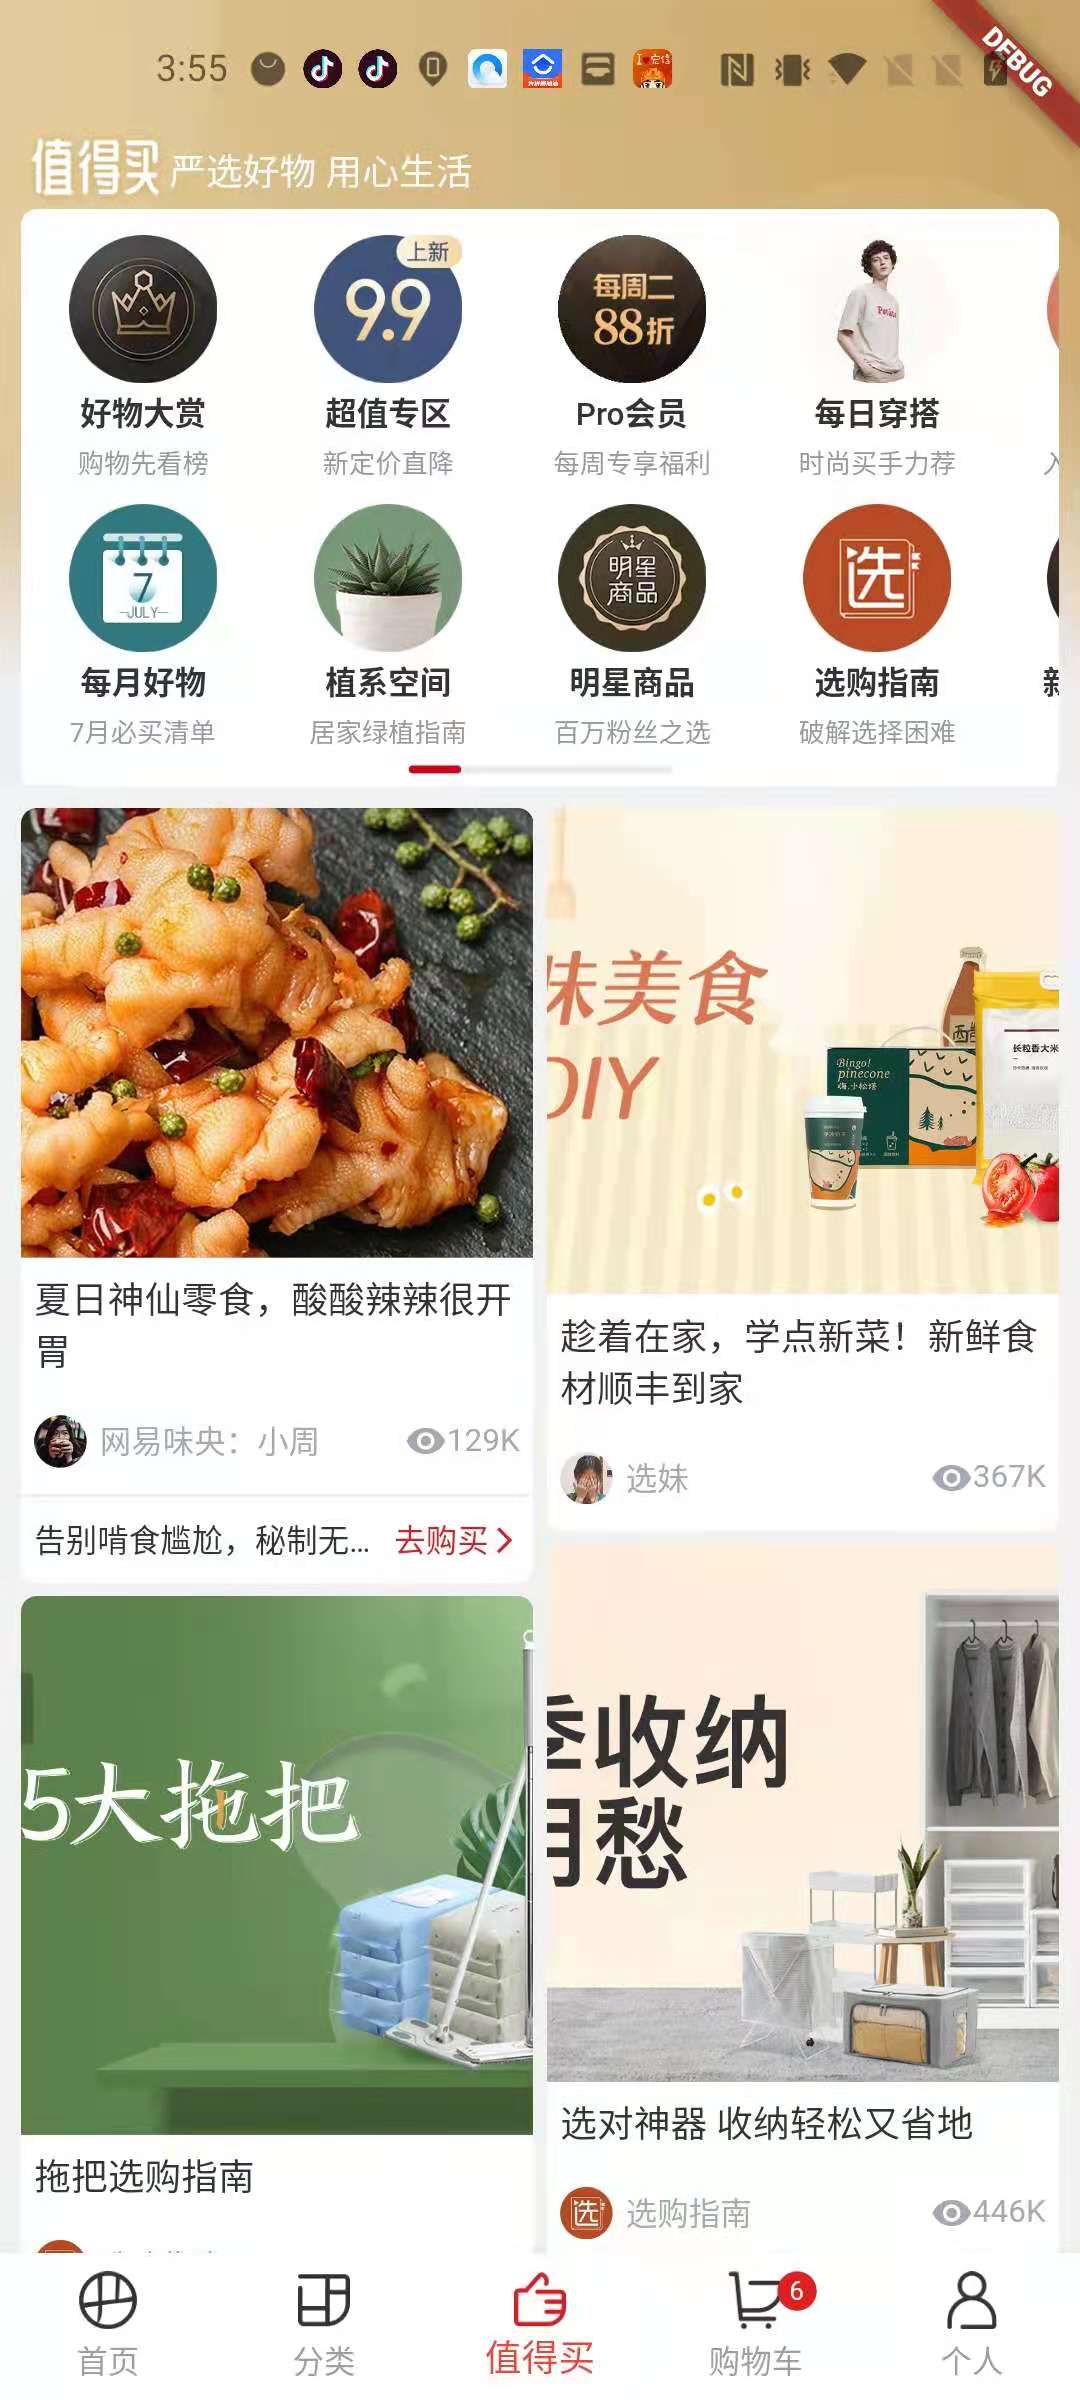 3:55
DEBUG
值得买 严选好物 用心生活
上新
9.9
每周二
88折
好物大赏
超值专区
Pro会员
每日穿搭
购物先看榜
新定价直降
每周专享福利
时尚买手力荐
7
JULY
明星
商品
选
每月好物
植系空间
明星商品
选购指南
7月必买清单
居家绿植指南
百万粉丝之选
破解选择困难
味美食
DIY
Bingo!
pinecone
嗨,小松塔
长粒香大米
夏日神仙零食，酸酸辣辣很开
胃
网易味央：小周
129K
告别啃食尴尬，秘制无...
去购买
趁着在家，学点新菜！新鲜食
材顺丰到家
选妹
367K
5大拖把
拖把选购指南
季收纳
用愁
选对神器 收纳轻松又省地
选
选购指南
446K
首页
分类
值得买
购物车
6
个人